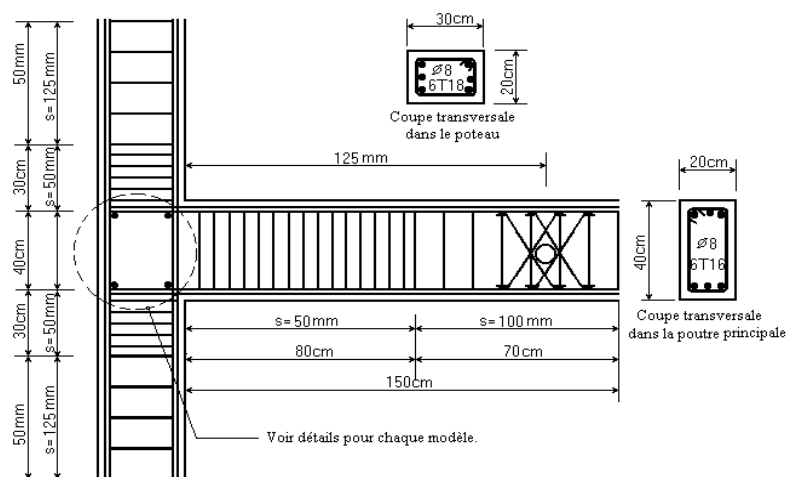 30cm
Ø8
6T18
20cm
Coupe transversale
dans le poteau
50mm
s=125mm
125mm
30cm
s=50mm
20cm
40cm
40cm
Ø8
6T16
Coupe transversale
dans la poutre principale
30cm
s=50mm
s=50mm
s=100mm
80cm
70cm
150cm
50mm
s=125mm
Voir détails pour chaque modèle.